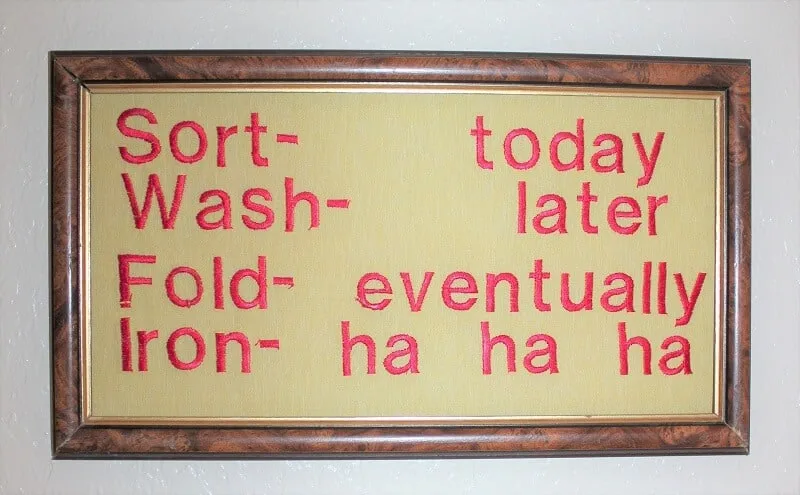 Sort- today
Wash- later
Fold- eventually
Iron- ha ha ha